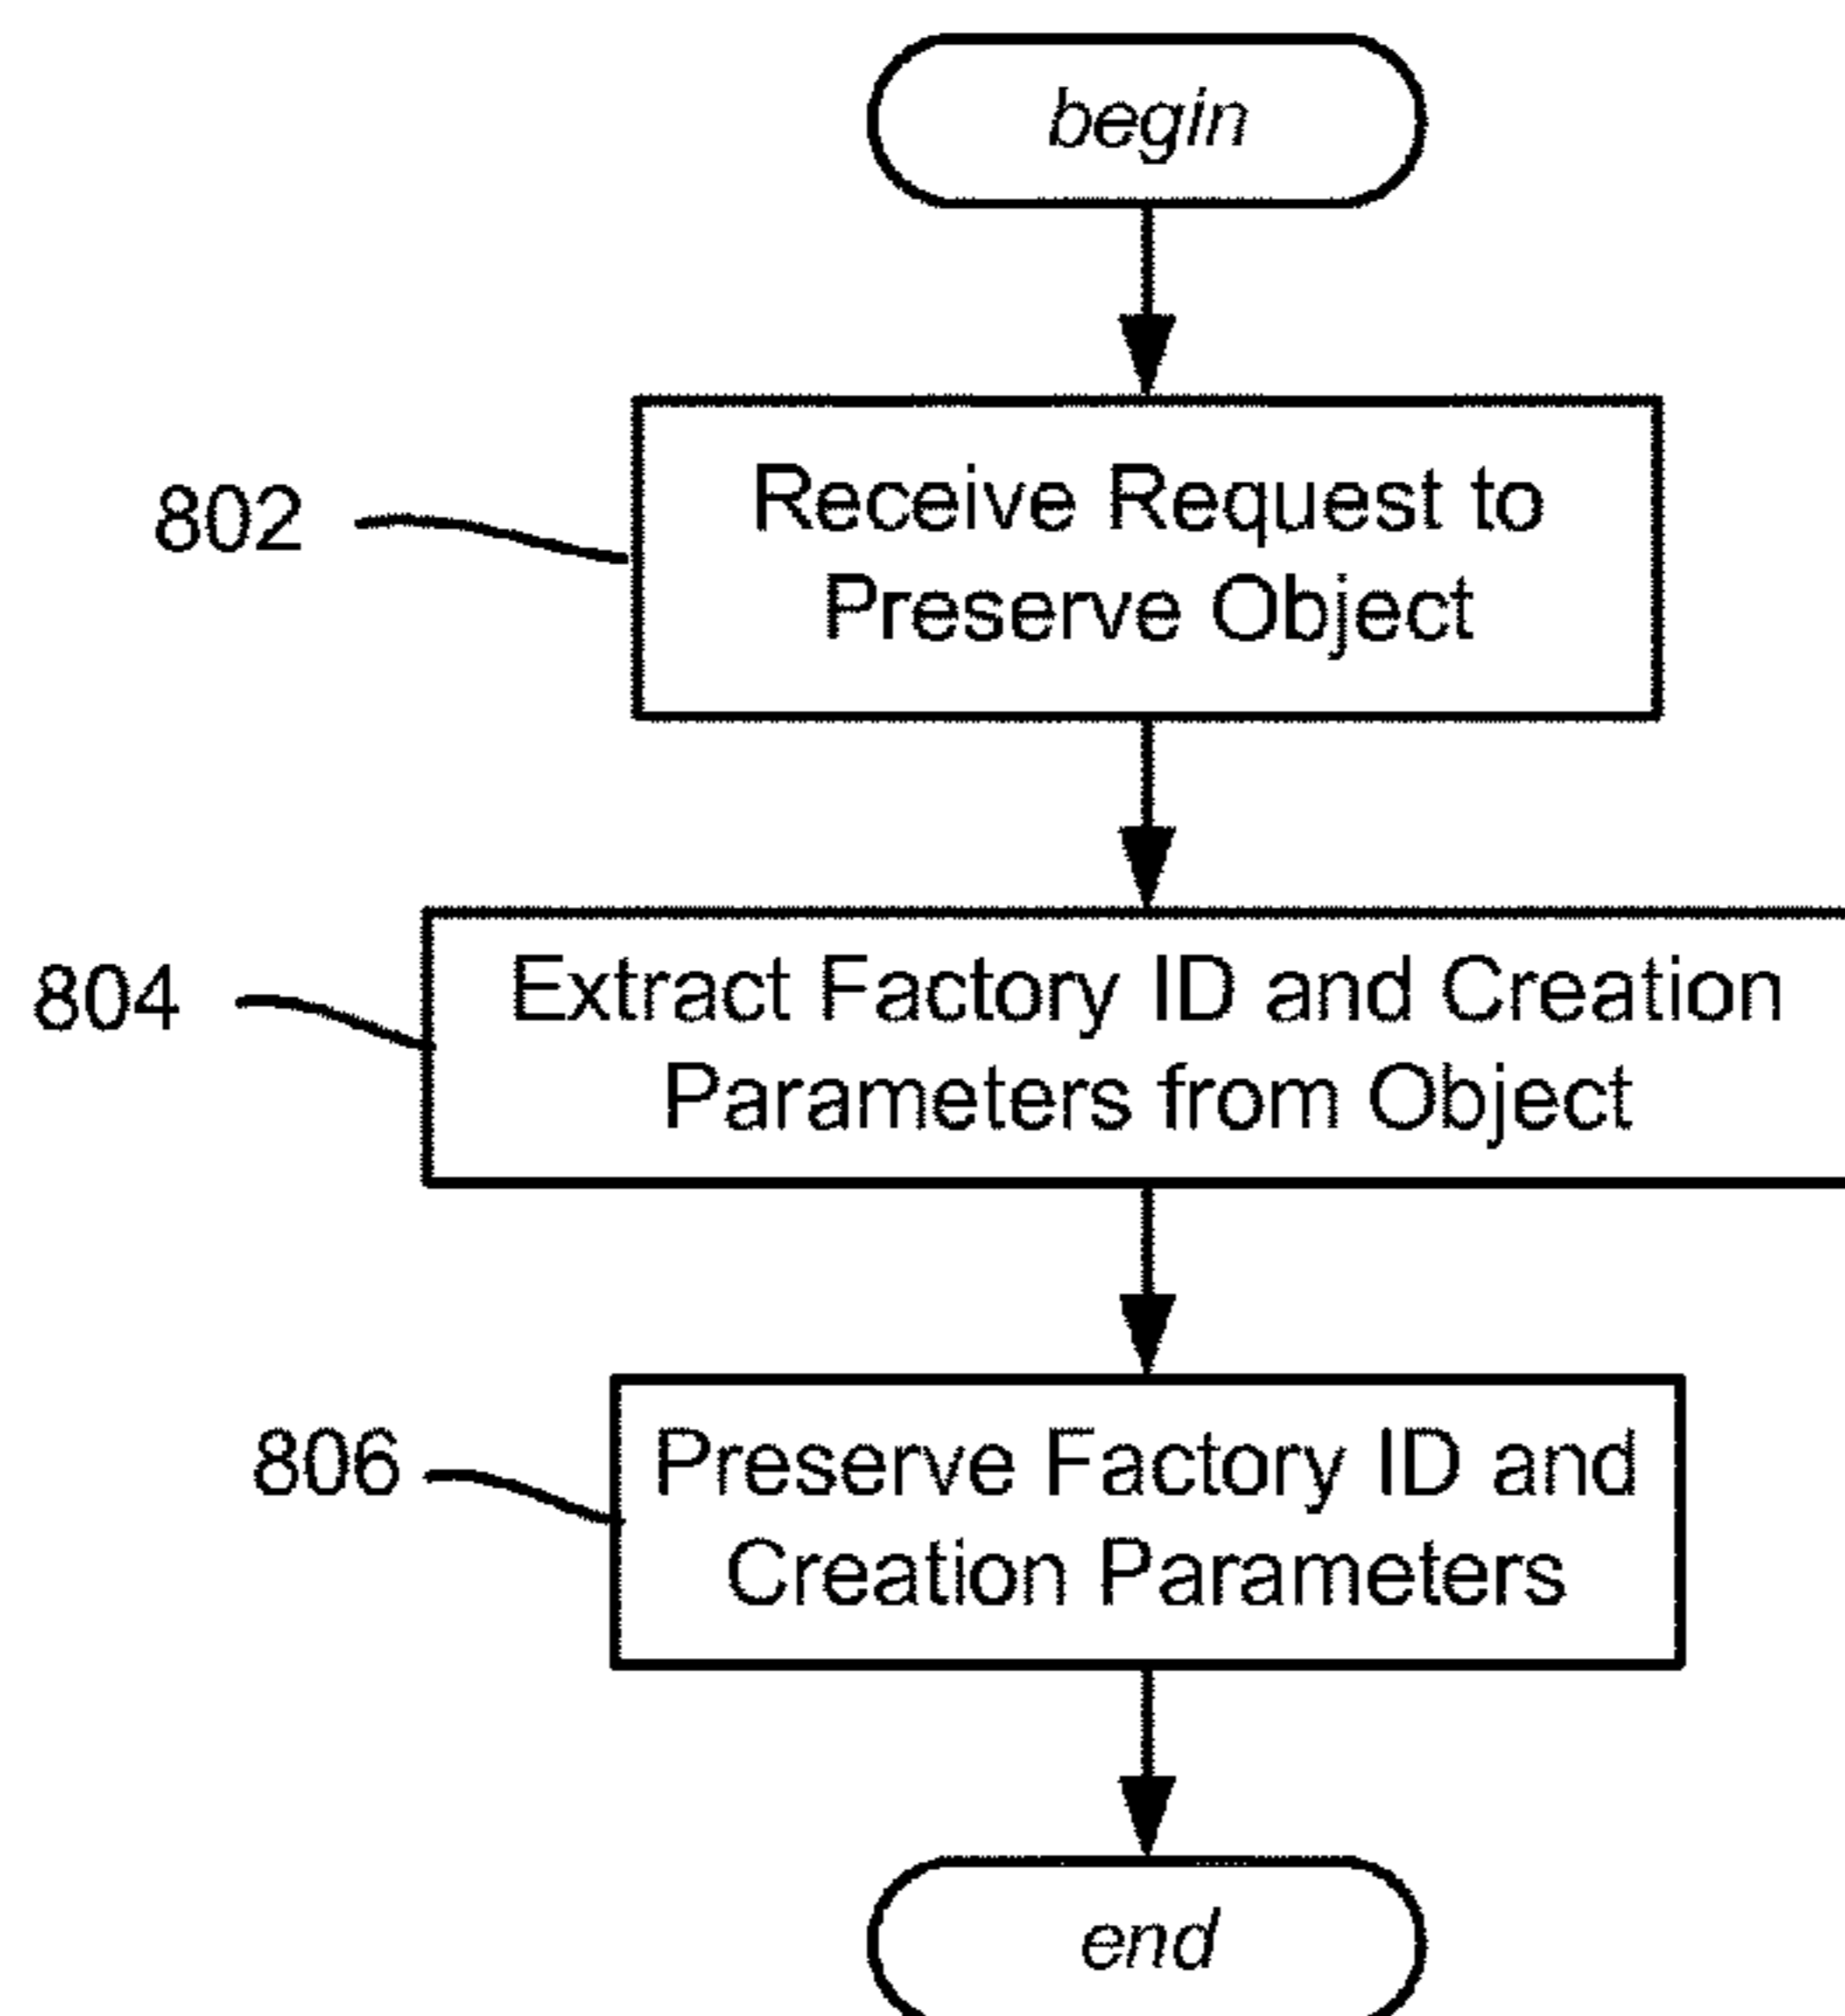 begin
802
Receive Request to
Preserve Object
804
Extract Factory ID and Creation
Parameters from Object
806
Preserve Factory ID and
Creation Parameters
end